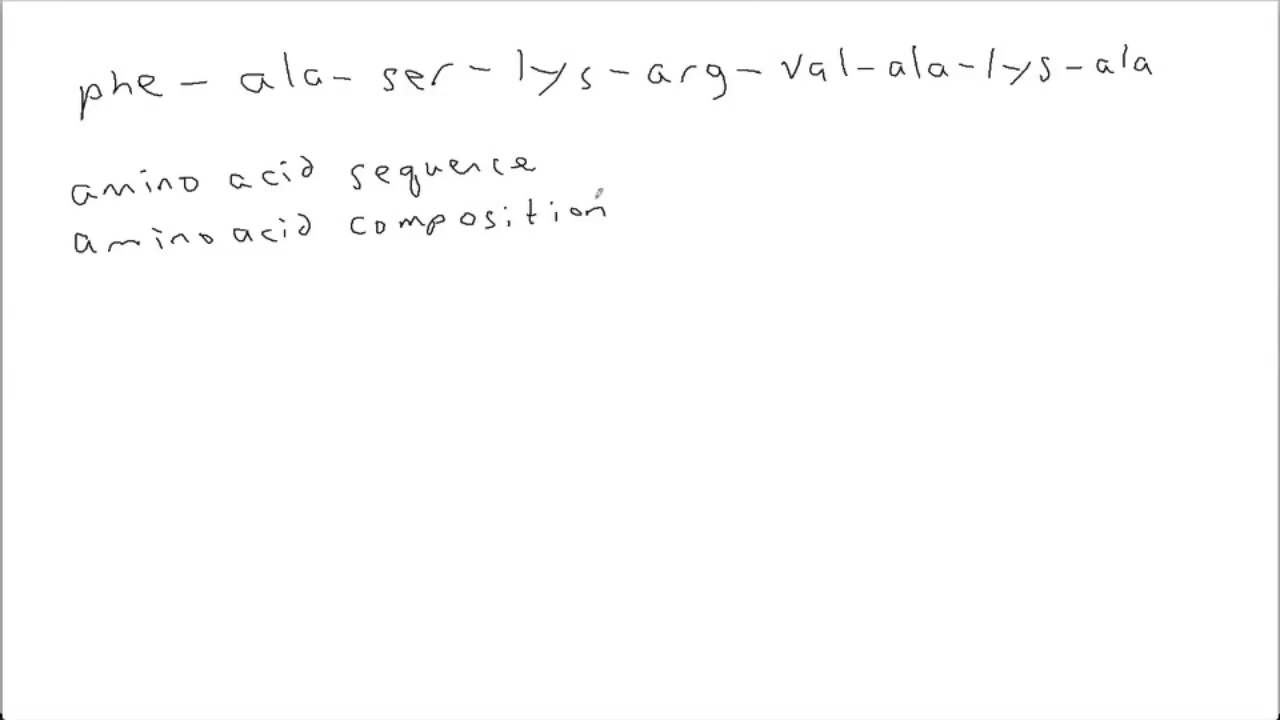 phe - ala - ser - lys - arg - val - ala - lys - ala
amino acid sequence
amino acid composition